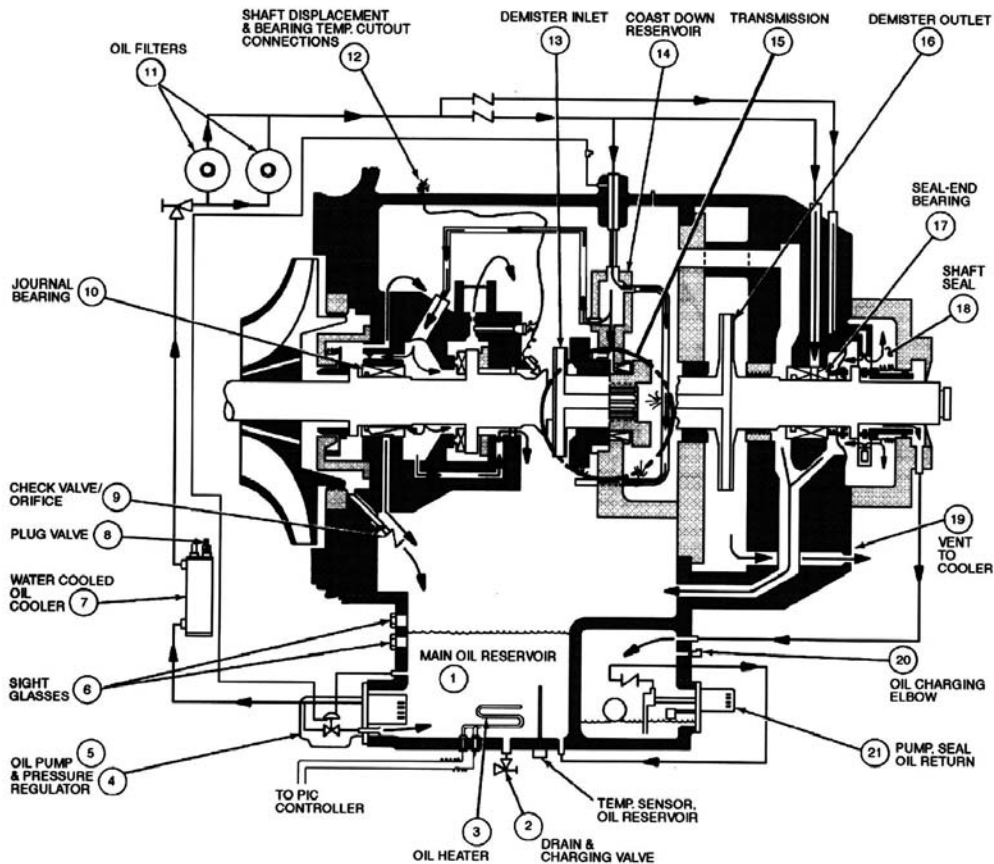 SHAFT DISPLACEMENT
& BEARING TEMP. CUTOUT
CONNECTIONS
12
DEMISTER INLET
13
COAST DOWN
RESERVOIR
14
TRANSMISSION
15
DEMISTER OUTLET
16
OIL FILTERS
11
SEAL-END
BEARING
17
SHAFT
SEAL
18
JOURNAL
BEARING
10
CHECK VALVE/
ORIFICE
9
PLUG VALVE
8
WATER COOLED
OIL
COOLER
7
19
VENT
TO
COOLER
SIGHT
GLASSES
6
MAIN OIL RESERVOIR
1
20
OIL CHARGING
ELBOW
OIL PUMP
5
& PRESSURE
REGULATOR
4
21
PUMP. SEAL
OIL RETURN
TO PIC
CONTROLLER
3
OIL HEATER
2
DRAIN &
CHARGING VALVE
TEMP. SENSOR,
OIL RESERVOIR